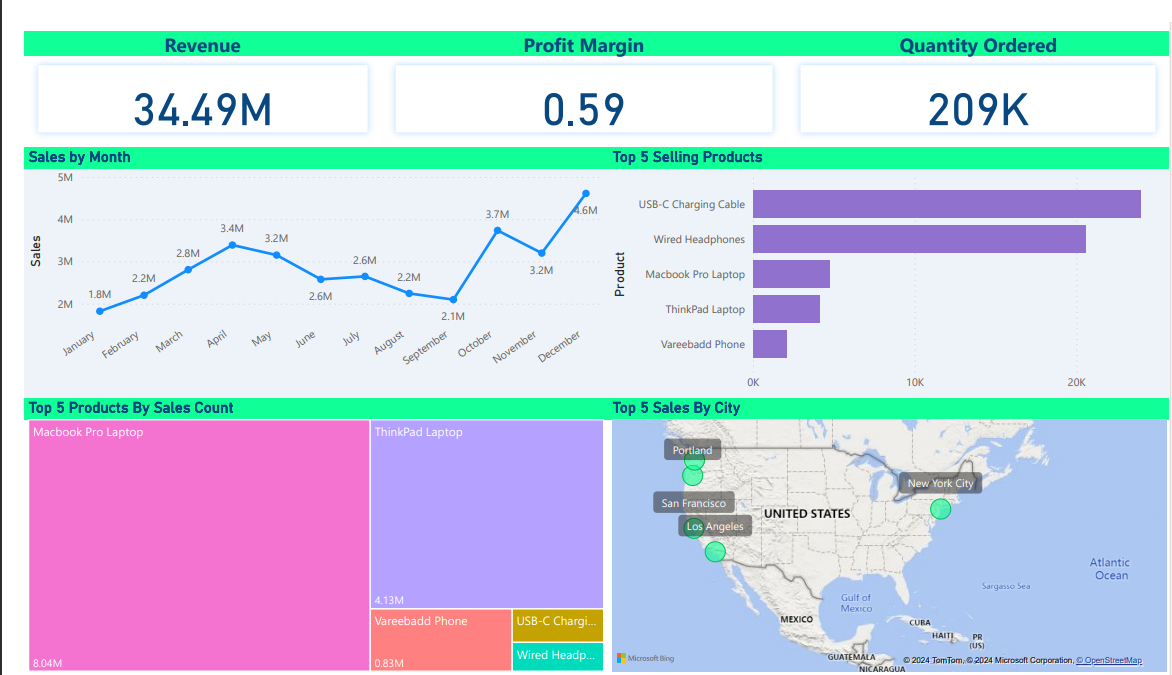 Revenue
Profit Margin
Quantity Ordered
34.49M
0.59
209K
Sales by Month
Top 5 Selling Products
5M
4M
3M
2M
Sales
1.8M
2.2M
2.8M
3.4M
3.2M
2.6M
2.6M
2.2M
2.1M
3.7M
3.2M
4.6M
January
February
March
April
May
June
July
August
September
October
November
December
Product
USB-C Charging Cable
Wired Headphones
Macbook Pro Laptop
ThinkPad Laptop
Vareebadd Phone
0K
10K
20K
Top 5 Products By Sales Count
Top 5 Sales By City
Macbook Pro Laptop
8.04M
ThinkPad Laptop
4.13M
Vareebadd Phone
0.83M
USB-C Chargi...
Wired Headp...
Portland
New York City
San Francisco
Los Angeles
UNITED STATES
Atlantic
Ocean
Sargasso Sea
Gulf of
Mexico
MEXICO
CUBA
HAITI
PR
(US)
GUATEMALA
NICARAGUA
Microsoft Bing
© 2024 TomTom, © 2024 Microsoft Corporation, © OpenStreetMap